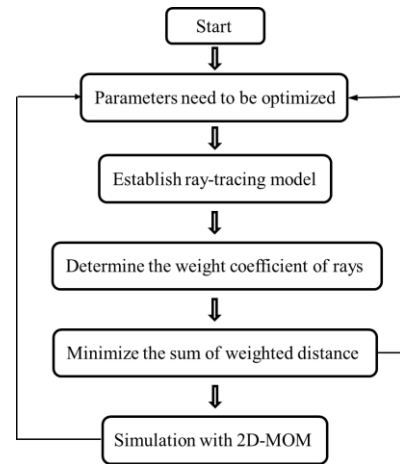 Start
Parameters need to be optimized
Establish ray-tracing model
Determine the weight coefficient of rays
Minimize the sum of weighted distance
Simulation with 2D-MOM